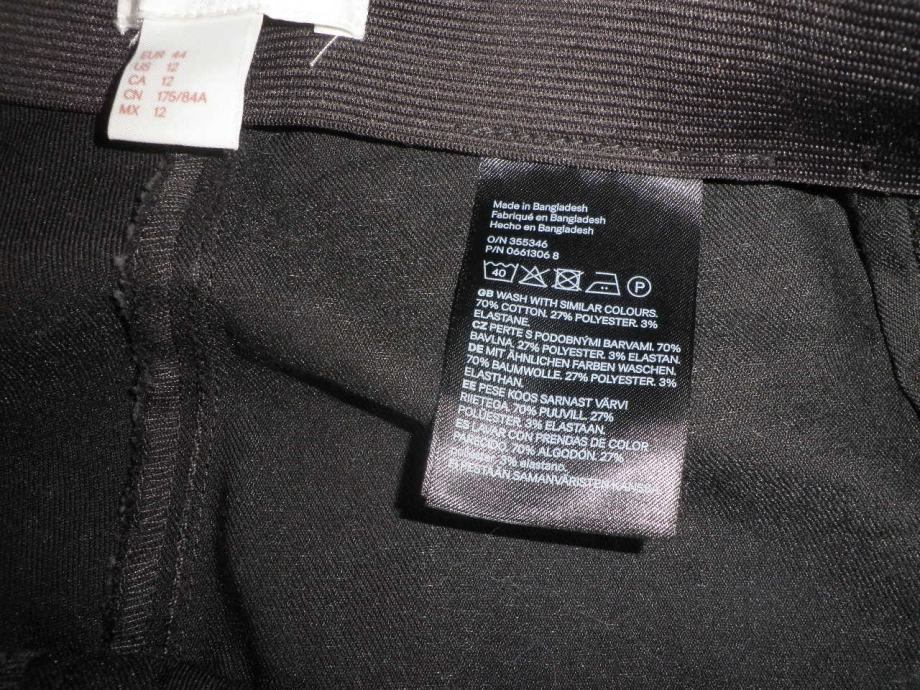 EUR 44
US 12
CA 12
CN 175/84A
MX 12
Made in Bangladesh
Fabriqué en Bangladesh
Hecho en Bangladesh
O/N 355346
P/N 0661306 8
40
P
GB WASH WITH SIMILAR COLOURS.
70% COTTON. 27% POLYESTER. 3%
ELASTANE.
CZ PERTE S PODOBNÝMI BARVAMI. 70%
BAVLNA. 27% POLYESTER. 3% ELASTAN.
DE MIT ÄHNLICHEN FARBEN WASCHEN.
70% BAUMWOLLE. 27% POLYESTER. 3%
ELASTHAN.
EE PESE KOOS SARNAST VÄRVI
RIIETEGA. 70% PUUVILL. 27%
POLÜESTER. 3% ELASTAAN.
ES LAVAR CON PRENDAS DE COLOR
PARECIDO. 70% ALGODÓN. 27%
poliester. 3% elastano.
FI PESTÄÄN SAMANVÄRISTEN KANSSA